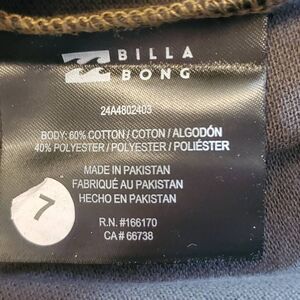 BILLA
BONG
24A4802403
BODY: 60% COTTON / COTON / ALGODÓN
40% POLYESTER / POLYESTER / POLIÉSTER
MADE IN PAKISTAN
FABRIQUÉ AU PAKISTAN
HECHO EN PAKISTAN
7
R.N. #166170
CA# 66738